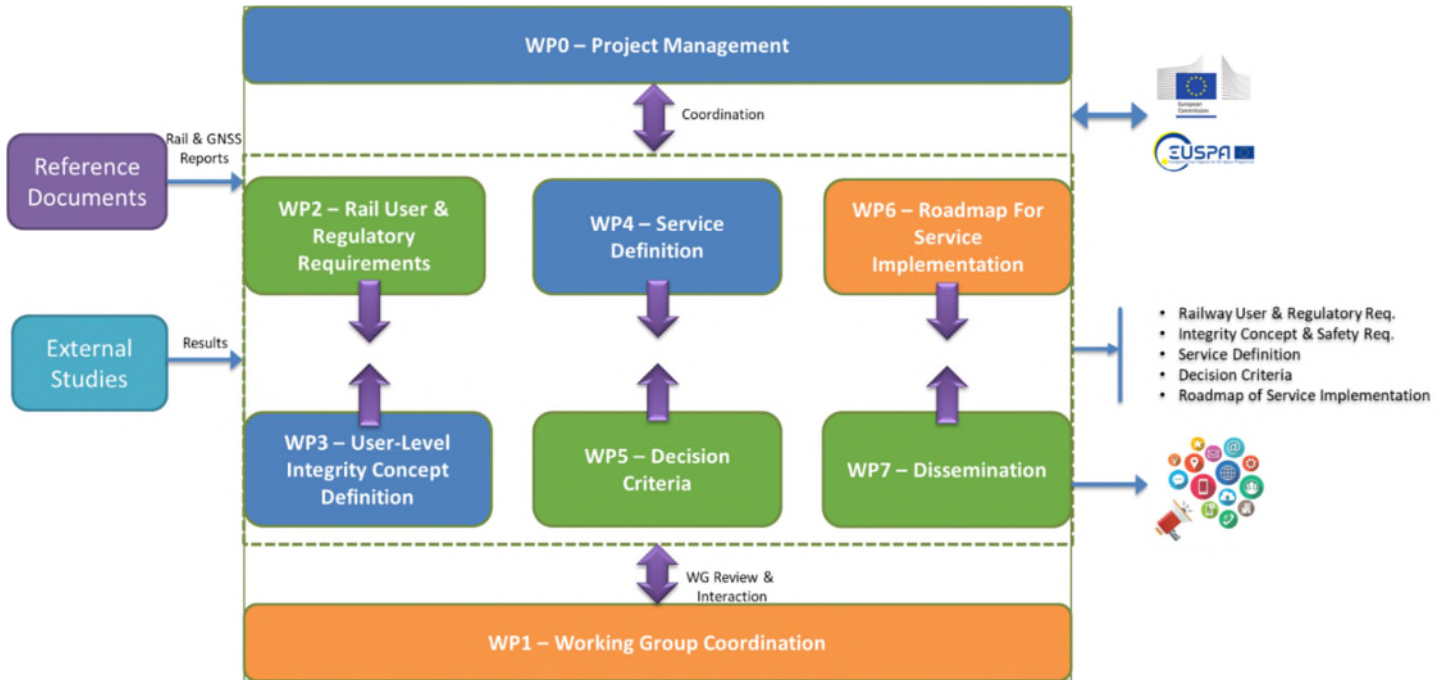 WP0 – Project Management
Coordination
European
Commission
EUSPA
Rail & GNSS
Reports
Reference
Documents
WP2 – Rail User &
Regulatory
Requirements
WP4 – Service
Definition
WP6 – Roadmap For
Service
Implementation
External
Studies
Results
• Railway User & Regulatory Req.
• Integrity Concept & Safety Req.
• Service Definition
• Decision Criteria
• Roadmap of Service Implementation
WP3 – User-Level
Integrity Concept
Definition
WP5 – Decision
Criteria
WP7 – Dissemination
WG Review &
Interaction
WP1 – Working Group Coordination